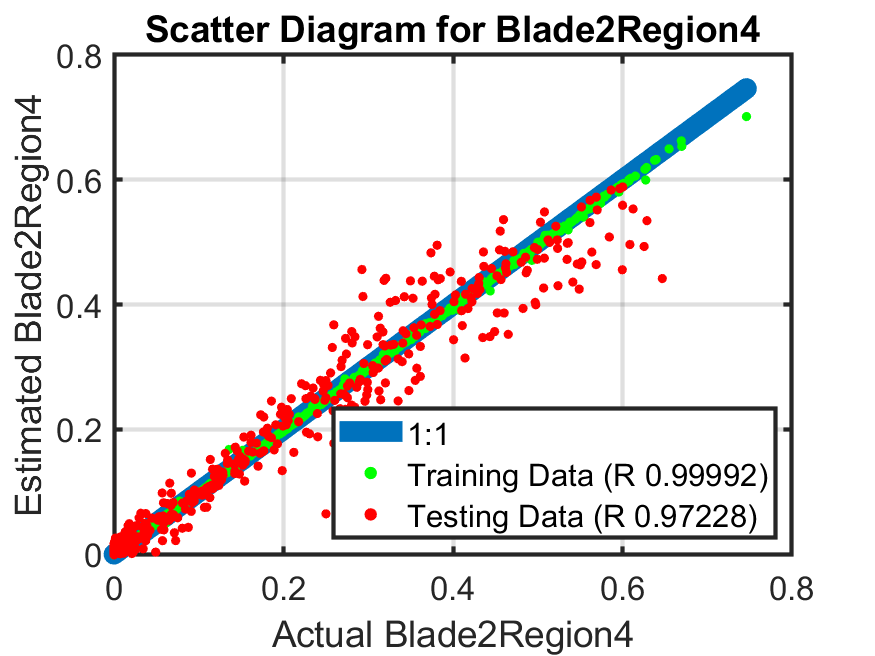 Scatter Diagram for Blade2Region4
0.8
0.6
0.4
0.2
0
Estimated Blade2Region4
1:1
Training Data (R 0.99992)
Testing Data (R 0.97228)
0
0.2
0.4
0.6
0.8
Actual Blade2Region4